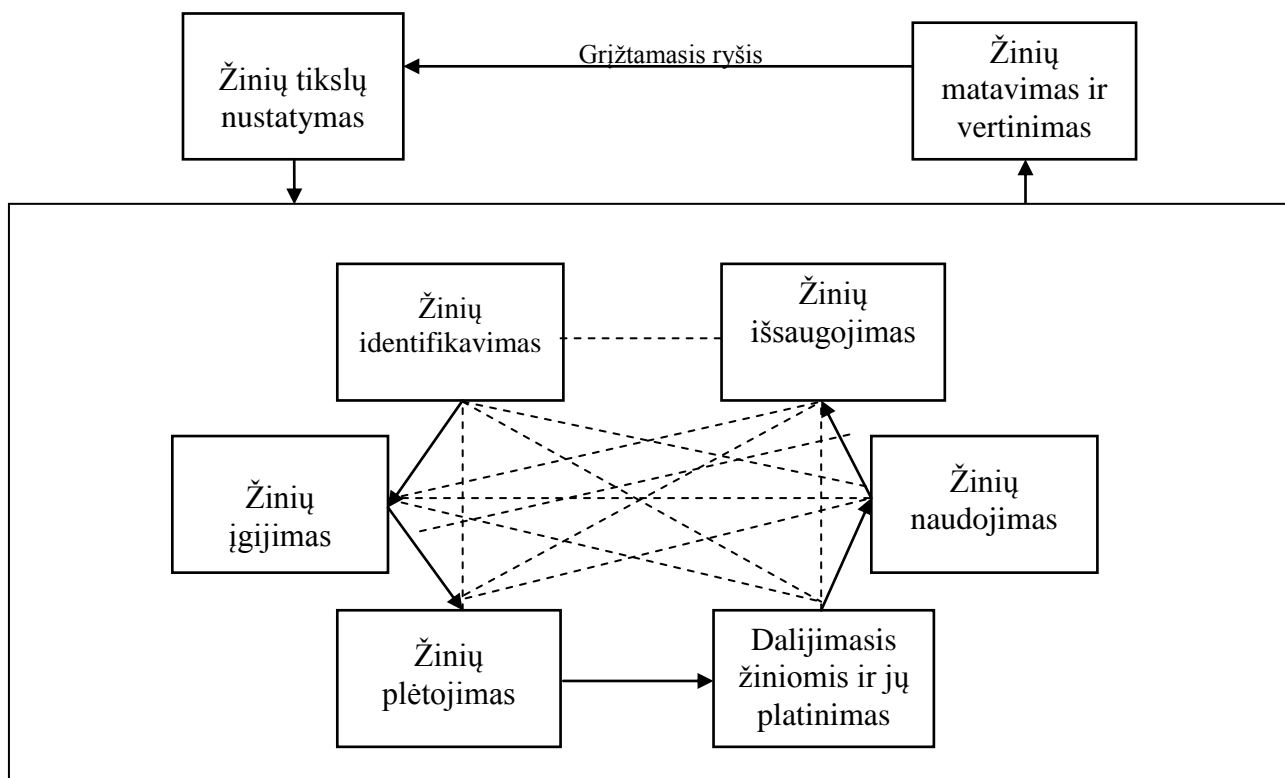 Žinių tikslų
nustatymas
Grįžtamasis ryšis
Žinių
matavimas ir
vertinimas
Žinių
identifikavimas
Žinių
išsaugojimas
Žinių
įgijimas
Žinių
naudojimas
Žinių
plėtojimas
Dalijimasis
žiniomis ir jų
platinimas